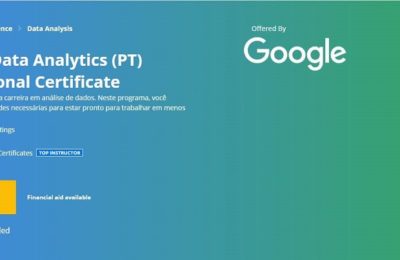 nce > Data Analysis
Offered By
Google
Data Analytics (PT)
onal Certificate
a carreira em análise de dados. Neste programa, você
des necessárias para estar pronto para trabalhar em menos
tings
Certificates TOP INSTRUCTOR
Financial aid available
led